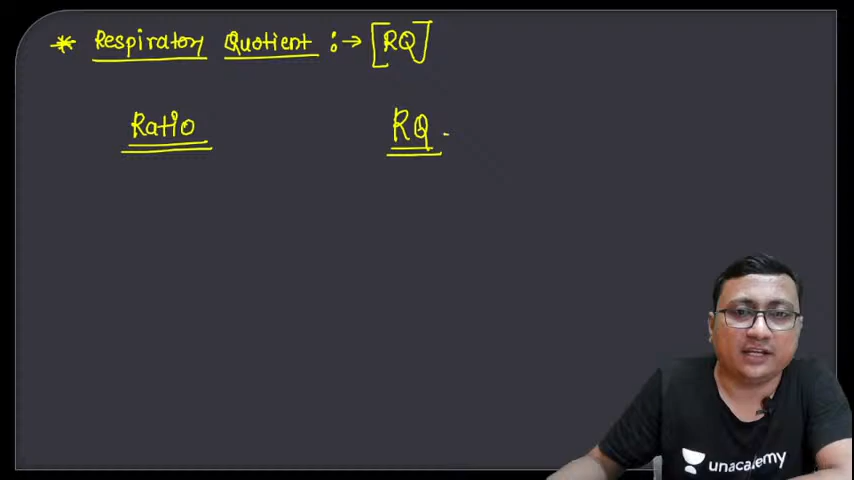 * Respiratory Quotient :→ [RQ]
Ratio RQ
unacademy